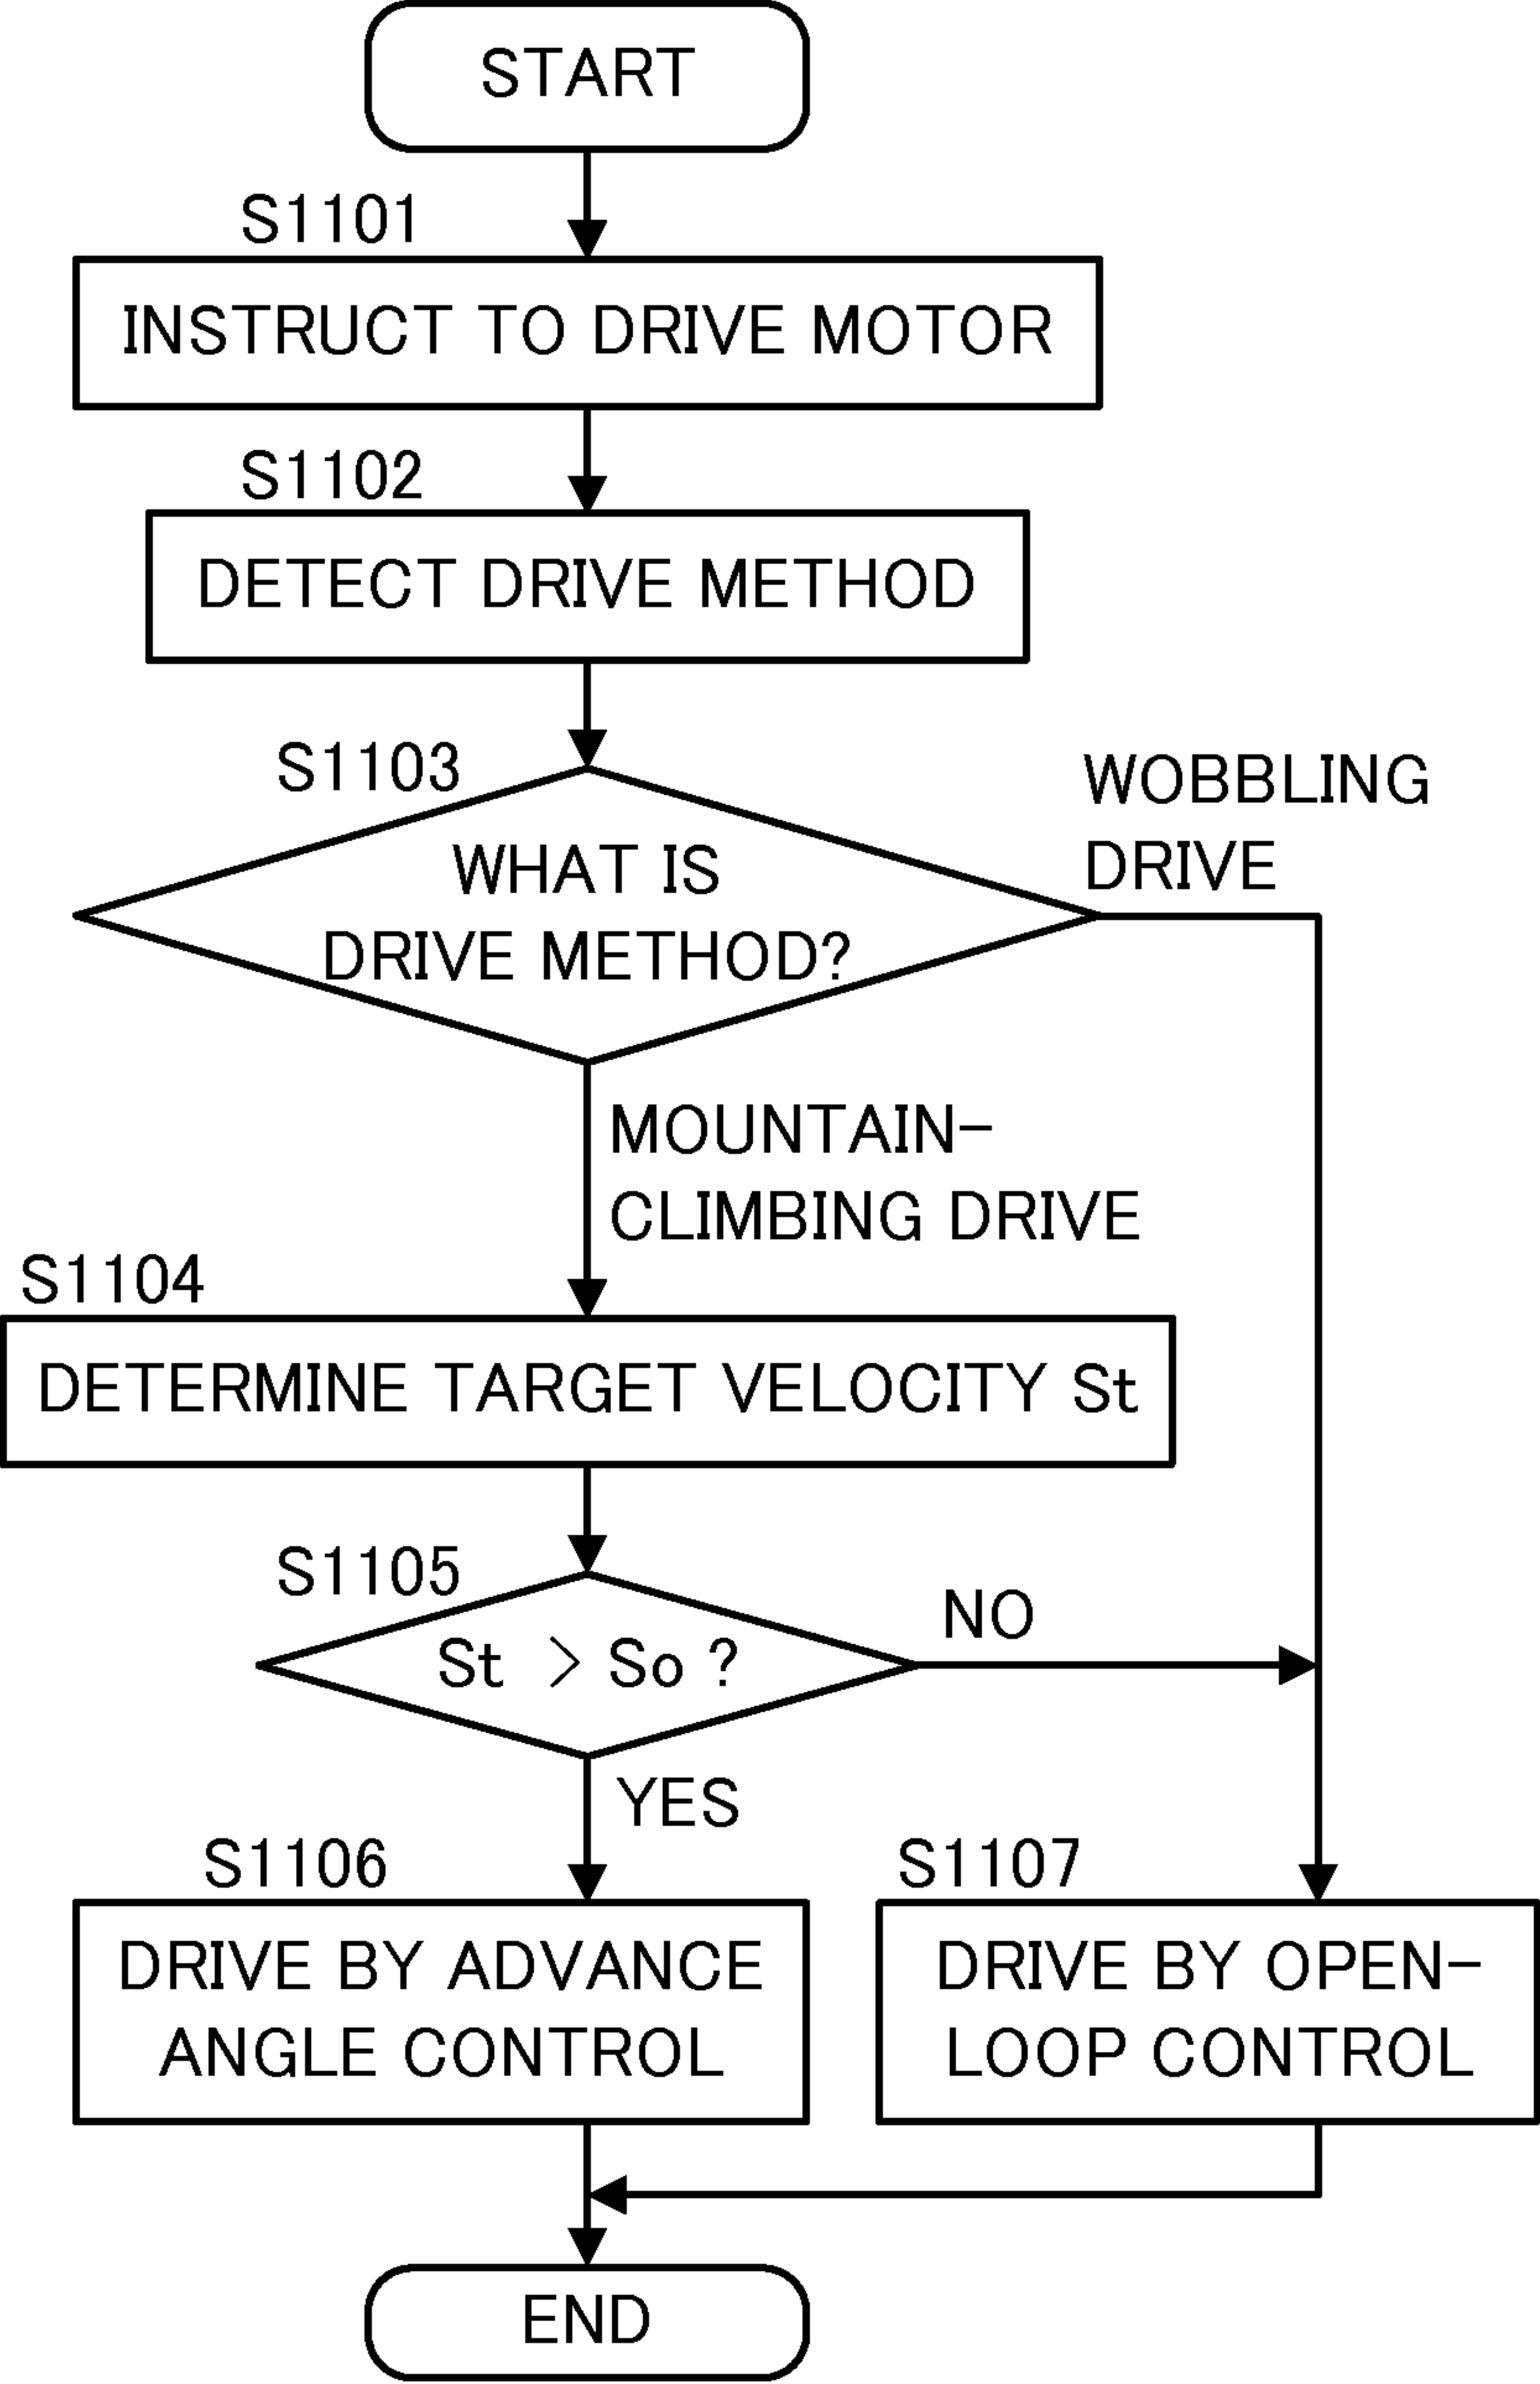 START
S1101
INSTRUCT TO DRIVE MOTOR
S1102
DETECT DRIVE METHOD
S1103
WHAT IS
DRIVE METHOD?
WOBBLING
DRIVE
MOUNTAIN-
CLIMBING DRIVE
S1104
DETERMINE TARGET VELOCITY St
S1105
St > So ?
NO
YES
S1106
DRIVE BY ADVANCE
ANGLE CONTROL
S1107
DRIVE BY OPEN-
LOOP CONTROL
END